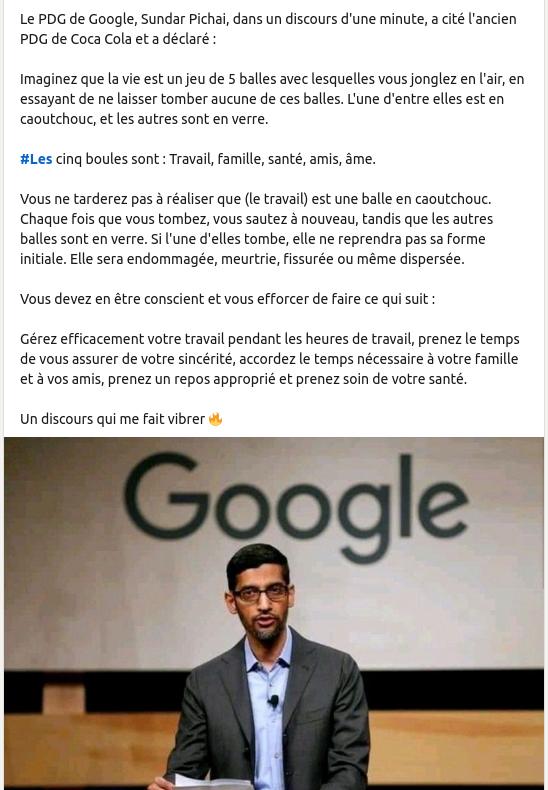 Le PDG de Google, Sundar Pichai, dans un discours d'une minute, a cité l'ancien
PDG de Coca Cola et a déclaré :
Imaginez que la vie est un jeu de 5 balles avec lesquelles vous jonglez en l'air, en
essayant de ne laisser tomber aucune de ces balles. L'une d'entre elles est en
caoutchouc, et les autres sont en verre.
#Les cinq boules sont : Travail, famille, santé, amis, âme.
Vous ne tarderez pas à réaliser que (le travail) est une balle en caoutchouc.
Chaque fois que vous tombez, vous sautez à nouveau, tandis que les autres
balles sont en verre. Si l'une d'elles tombe, elle ne reprendra pas sa forme
initiale. Elle sera endommagée, meurtrie, fissurée ou même dispersée.
Vous devez en être conscient et vous efforcer de faire ce qui suit :
Gérez efficacement votre travail pendant les heures de travail, prenez le temps
de vous assurer de votre sincérité, accordez le temps nécessaire à votre famille
et à vos amis, prenez un repos approprié et prenez soin de votre santé.
Un discours qui me fait vibrer 🔥
Google